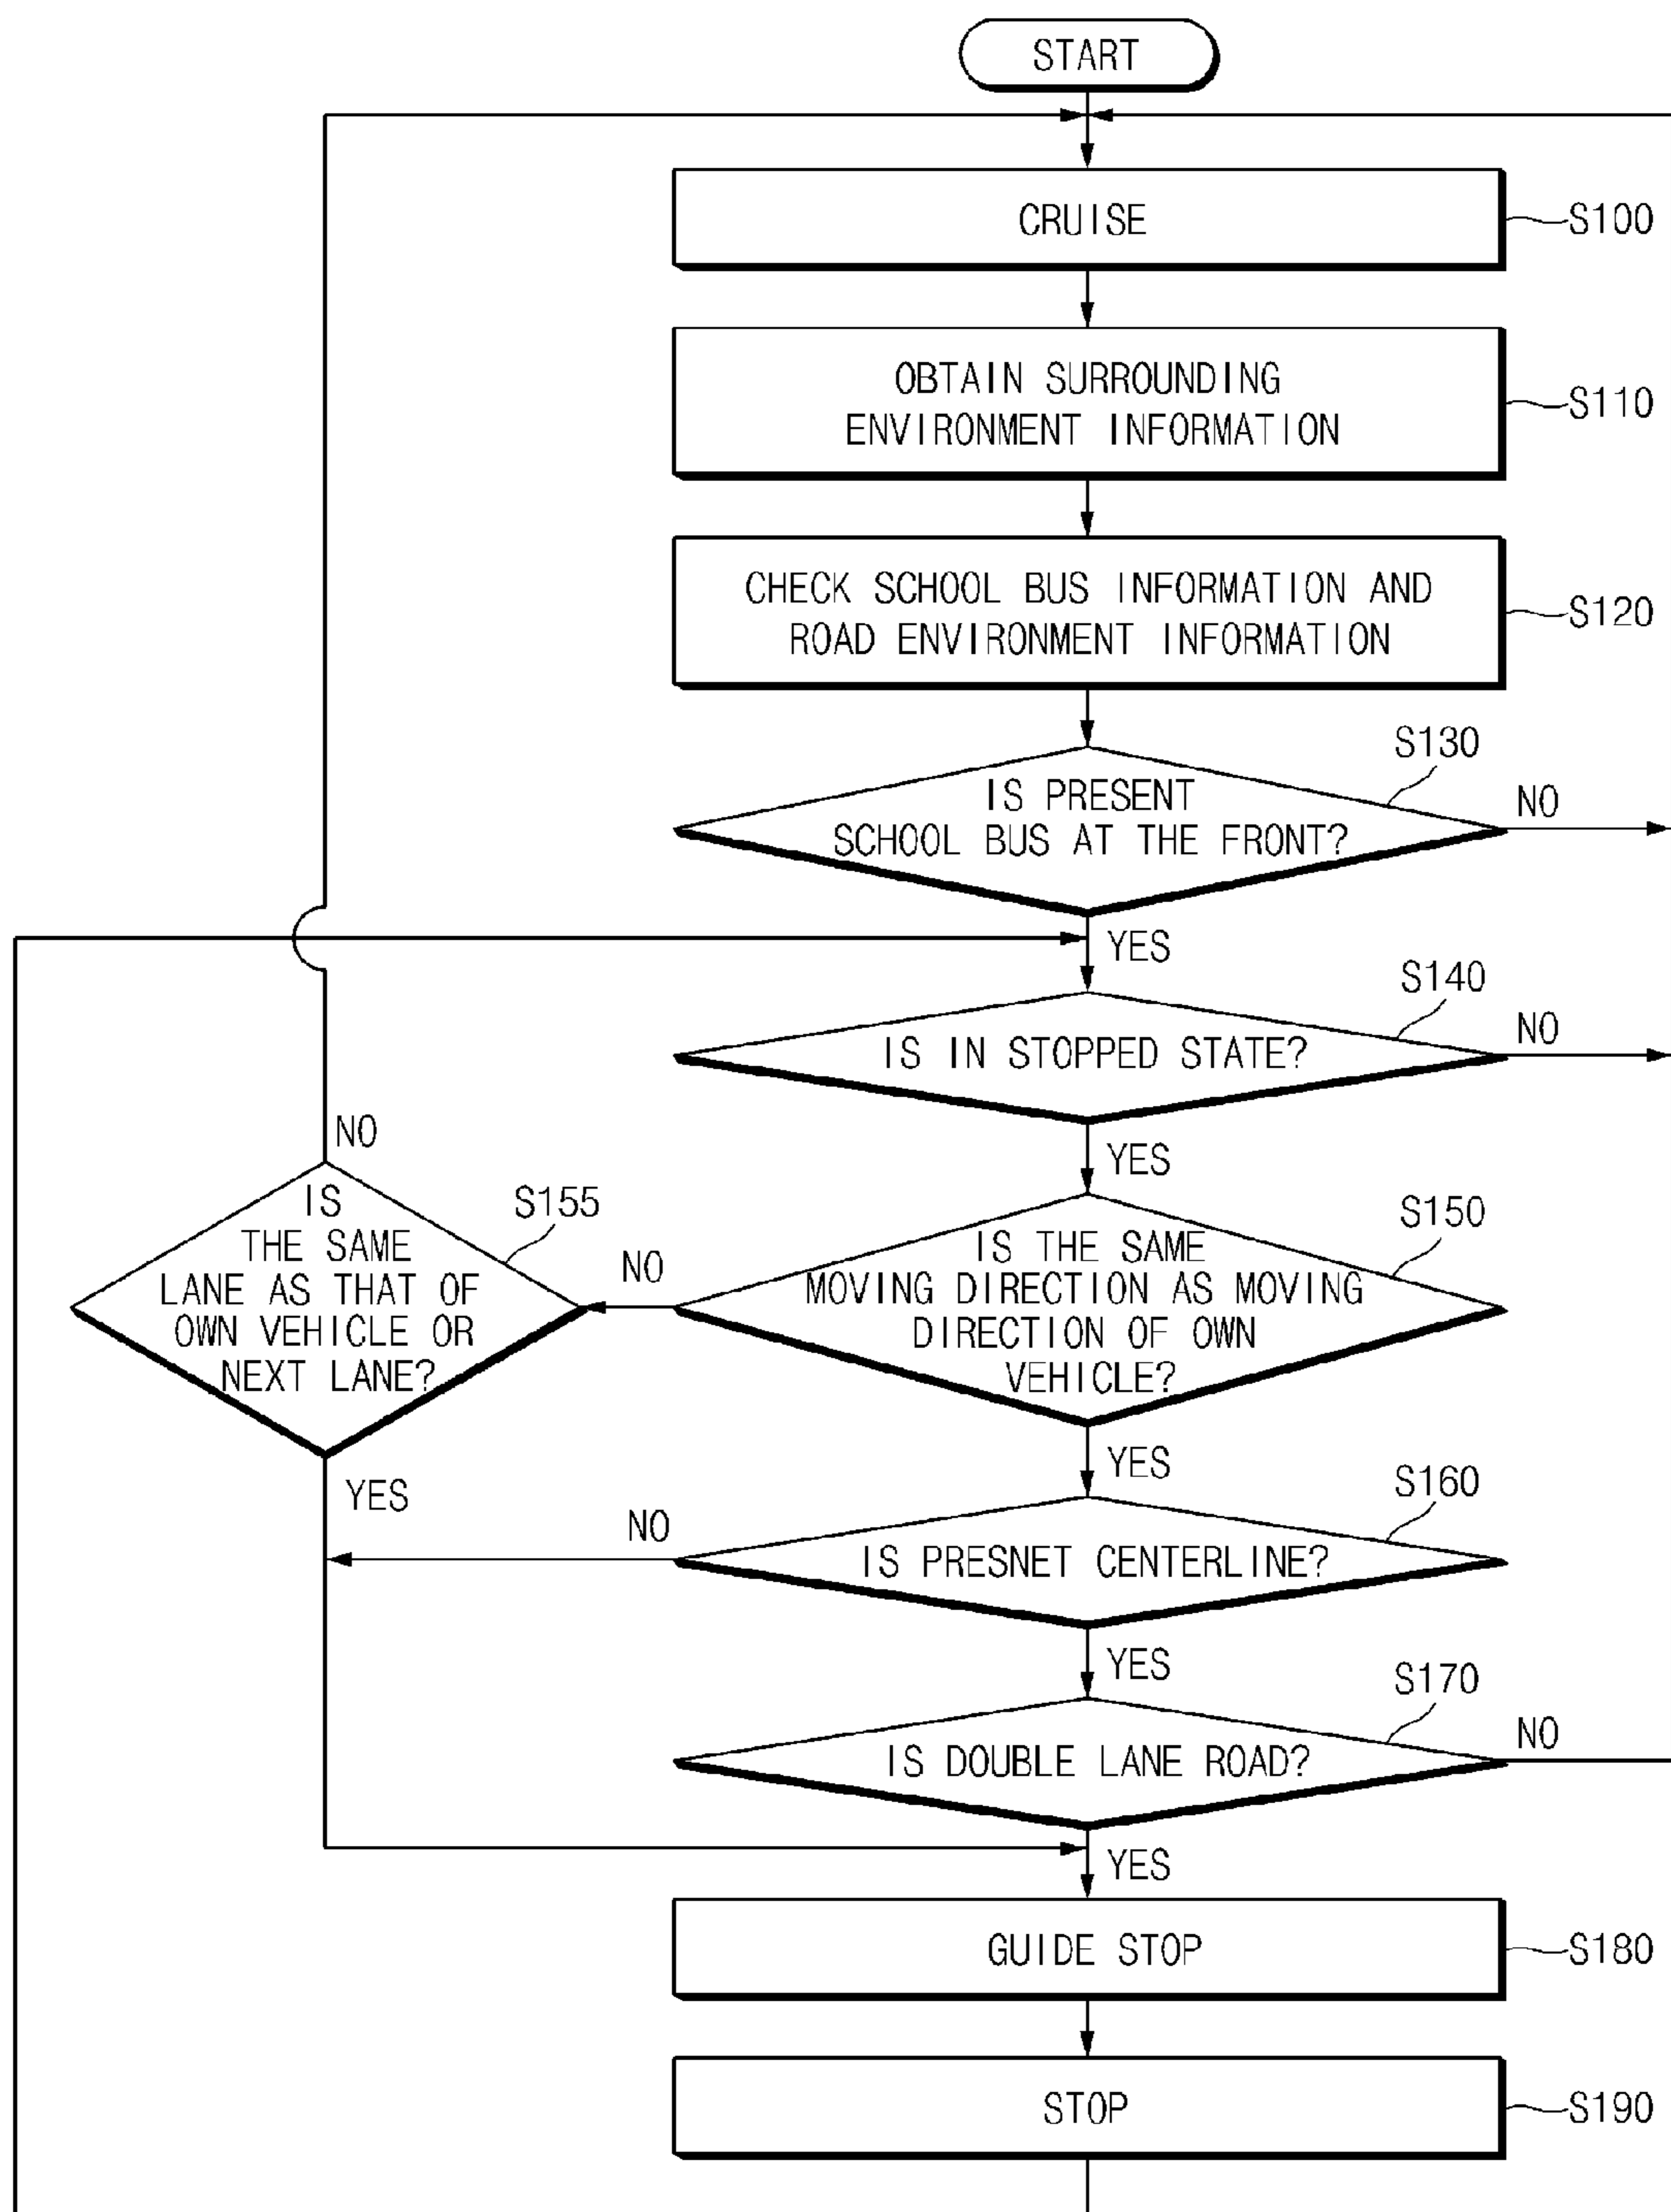 START
CRUISE
S100
OBTAIN SURROUNDING
ENVIRONMENT INFORMATION
S110
CHECK SCHOOL BUS INFORMATION AND
ROAD ENVIRONMENT INFORMATION
S120
S130
IS PRESENT
SCHOOL BUS AT THE FRONT?
NO
YES
S140
IS IN STOPPED STATE?
NO
YES
S150
IS THE SAME
MOVING DIRECTION AS MOVING
DIRECTION OF OWN
VEHICLE?
NO
S155
IS
THE SAME
LANE AS THAT OF
OWN VEHICLE OR
NEXT LANE?
NO
YES
YES
S160
IS PRESNET CENTERLINE?
NO
YES
S170
IS DOUBLE LANE ROAD?
NO
YES
GUIDE STOP
S180
STOP
S190